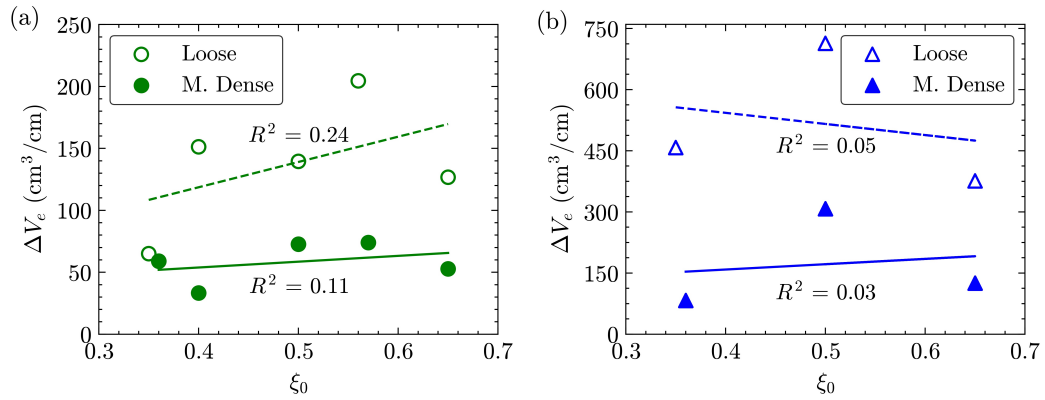 (a)
250
200
150
100
50
0
ΔVₑ (cm³/cm)
Loose
M. Dense
R² = 0.24
R² = 0.11
0.3 0.4 0.5 0.6 0.7
ξ₀
(b)
750
600
450
300
150
0
ΔVₑ (cm³/cm)
Loose
M. Dense
R² = 0.05
R² = 0.03
0.3 0.4 0.5 0.6 0.7
ξ₀